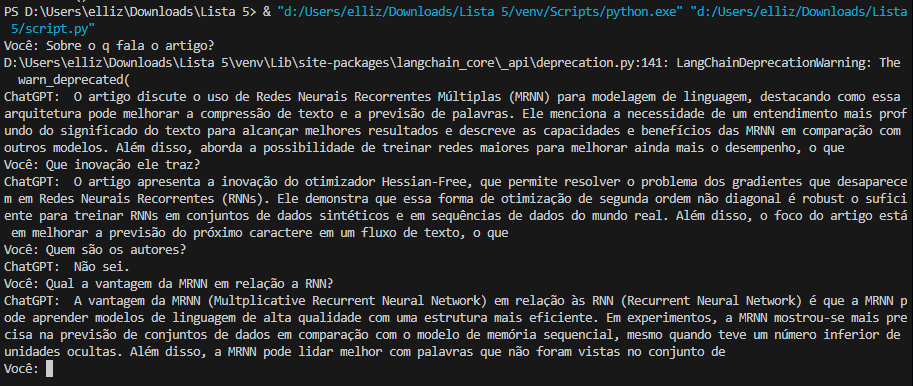 PS D:\Users\elliz\Downloads\Lista 5> & "d:/Users/elliz/Downloads/Lista 5/venv/Scripts/python.exe" "d:/Users/elliz/Downloads/Lista
5/script.py"
Você: Sobre o q fala o artigo?
D:\Users\elliz\Downloads\Lista 5\venv\Lib\site-packages\langchain_core\_api\deprecation.py:141: LangChainDeprecationWarning: The
warn_deprecated(
ChatGPT: O artigo discute o uso de Redes Neurais Recorrentes Múltiplas (MRNN) para modelagem de linguagem, destacando como essa
arquitetura pode melhorar a compressão de texto e a previsão de palavras. Ele menciona a necessidade de um entendimento mais prof
undo do significado do texto para alcançar melhores resultados e descreve as capacidades e benefícios das MRNN em comparação com
outros modelos. Além disso, aborda a possibilidade de treinar redes maiores para melhorar ainda mais o desempenho, o que
Você: Que inovação ele traz?
ChatGPT: O artigo apresenta a inovação do otimizador Hessian-Free, que permite resolver o problema dos gradientes que desaparece
m em Redes Neurais Recorrentes (RNNs). Ele demonstra que essa forma de otimização de segunda ordem não diagonal é robust o sufici
ente para treinar RNNs em conjuntos de dados sintéticos e em sequências de dados do mundo real. Além disso, o foco do artigo está
em melhorar a previsão do próximo caractere em um fluxo de texto, o que
Você: Quem são os autores?
ChatGPT: Não sei.
Você: Qual a vantagem da MRNN em relação a RNN?
ChatGPT: A vantagem da MRNN (Multplicative Recurrent Neural Network) em relação às RNN (Recurrent Neural Network) é que a MRNN p
ode aprender modelos de linguagem de alta qualidade com uma estrutura mais eficiente. Em experimentos, a MRNN mostrou-se mais pre
cisa na previsão de conjuntos de dados em comparação com o modelo de memória sequencial, mesmo quando teve um número inferior de
unidades ocultas. Além disso, a MRNN pode lidar melhor com palavras que não foram vistas no conjunto de
Você: